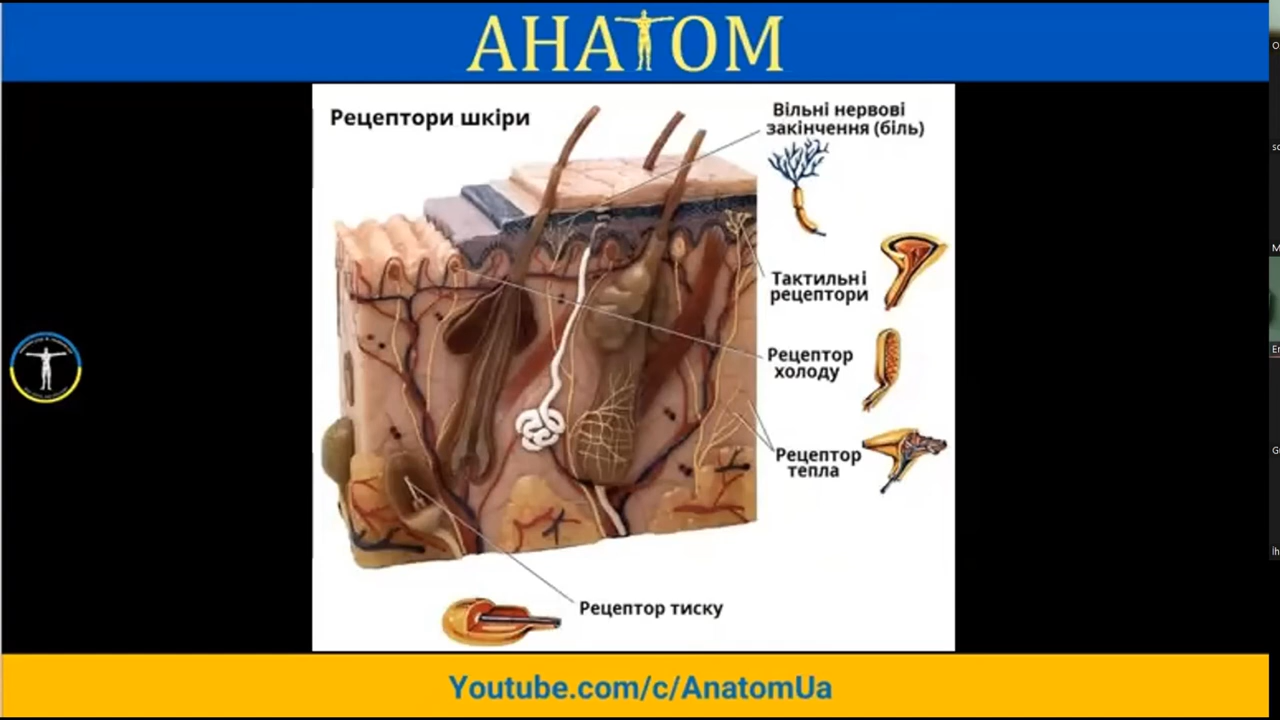 АНАТОМ
Рецептори шкіри
Вільні нервові
закінчення (біль)
Тактильні
рецептори
Рецептор
холоду
Рецептор
тепла
Рецептор тиску
Youtube.com/c/AnatomUa